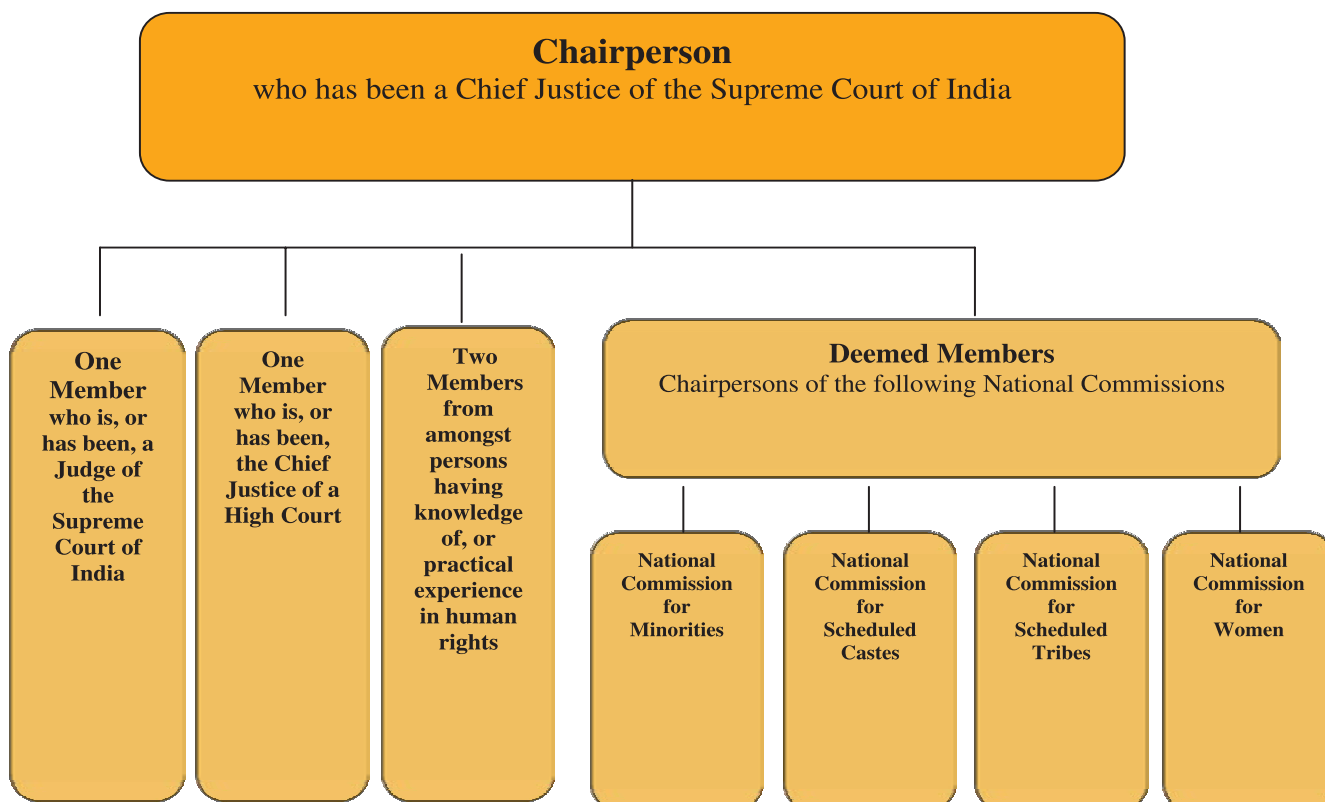 Chairperson
who has been a Chief Justice of the Supreme Court of India
One
Member
who is, or
has been, a
Judge of
the
Supreme
Court of
India
One
Member
who is, or
has been,
the Chief
Justice of a
High Court
Two
Members
from
amongst
persons
having
knowledge
of, or
practical
experience
in human
rights
Deemed Members
Chairpersons of the following National Commissions
National
Commission
for
Minorities
National
Commission
for
Scheduled
Castes
National
Commission
for
Scheduled
Tribes
National
Commission
for
Women